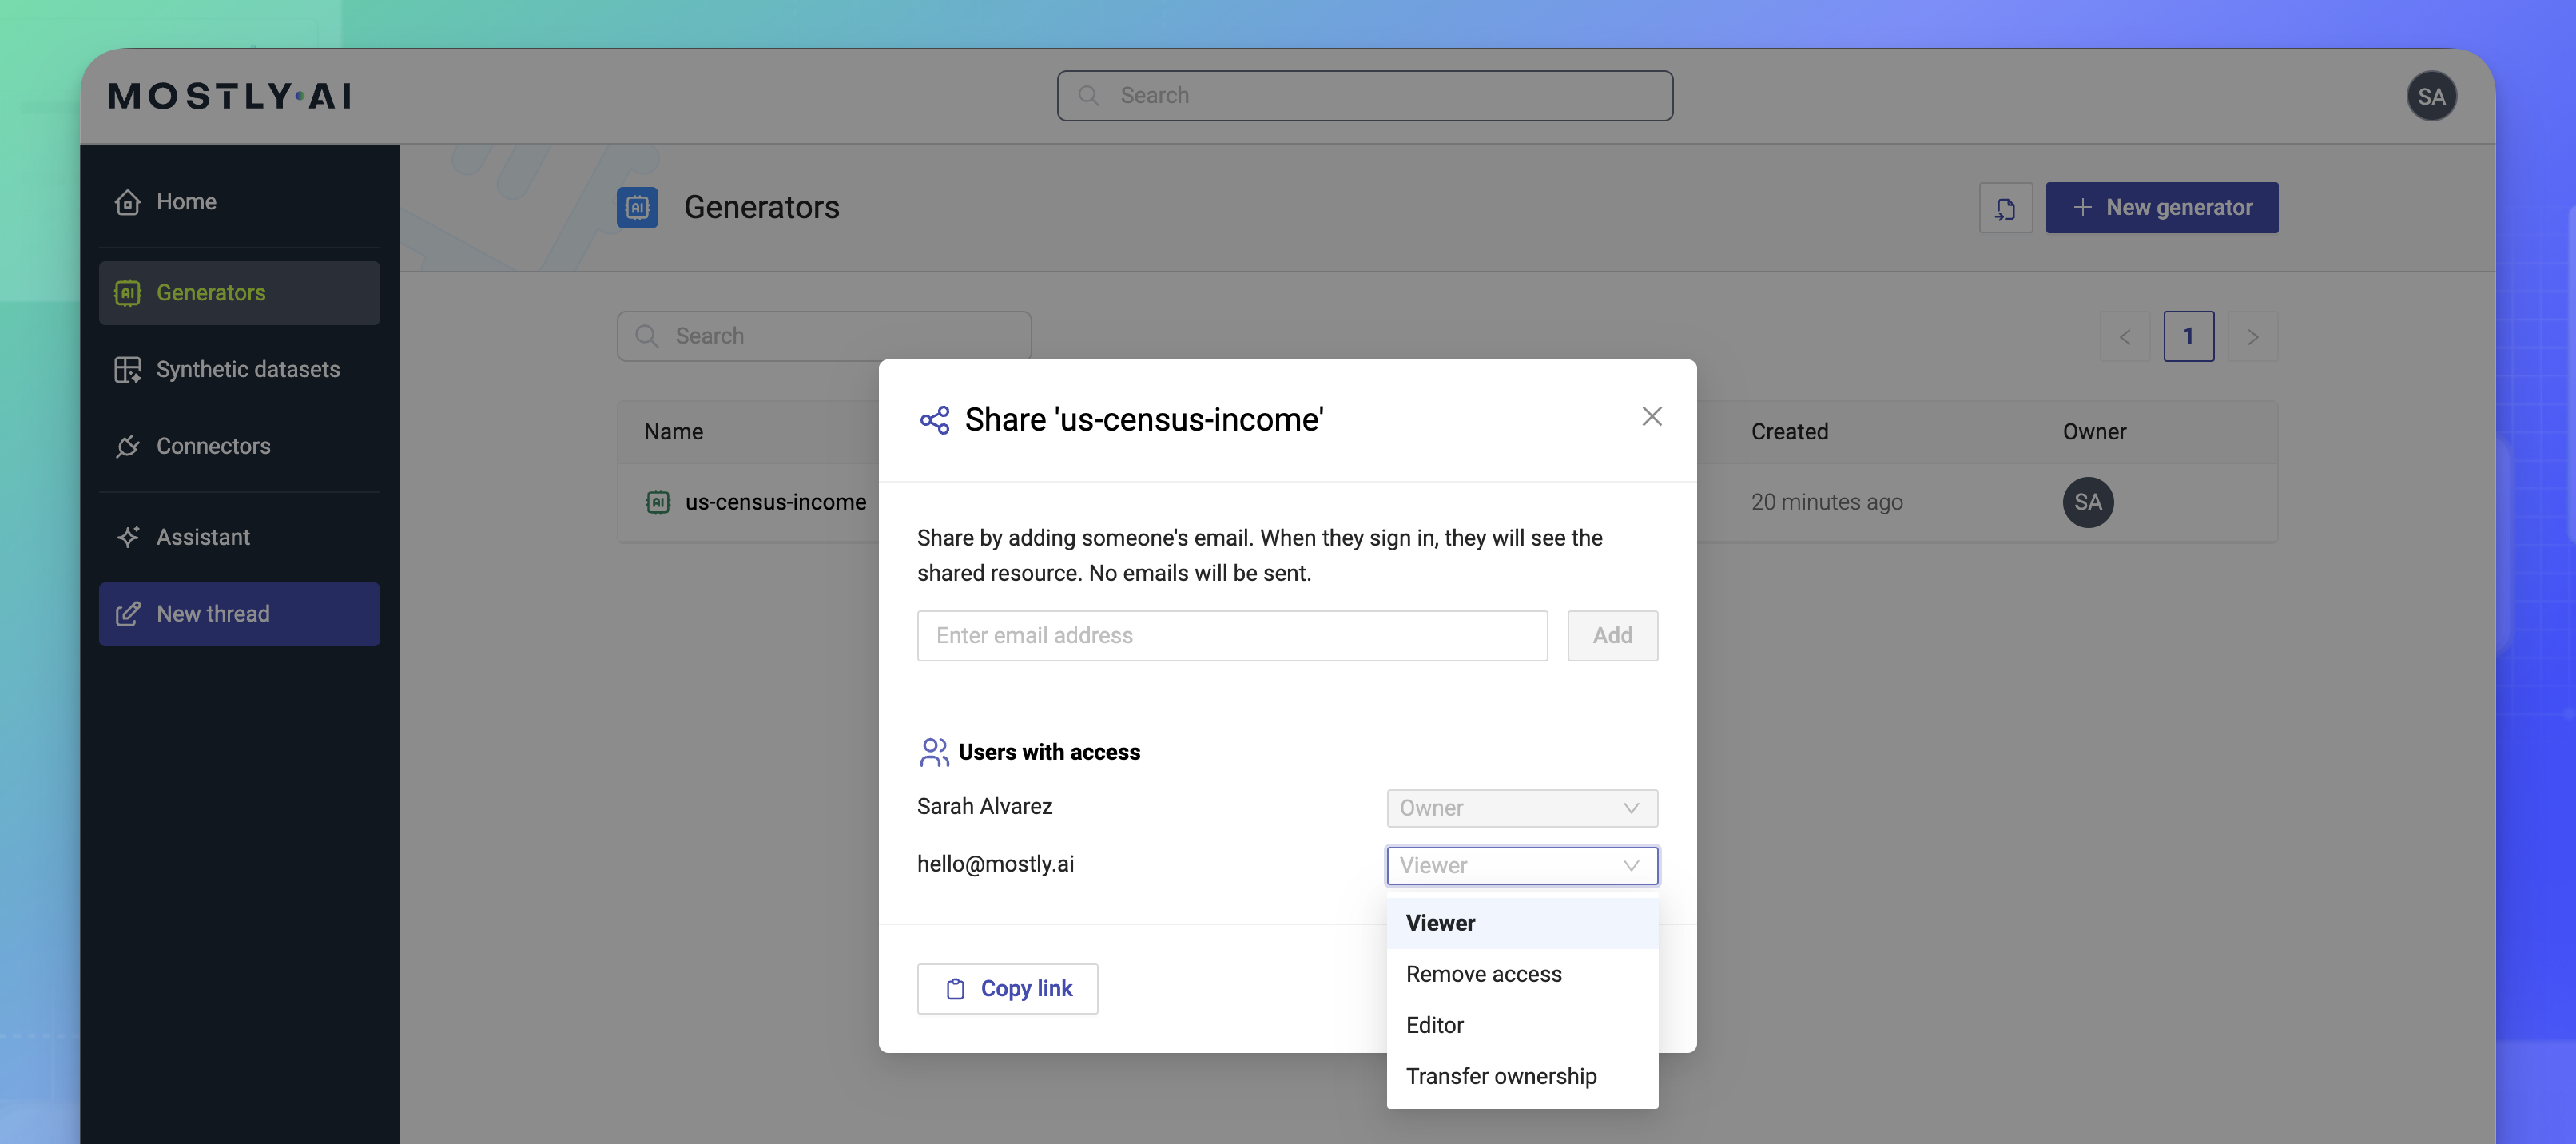 MOSTLY·AI
Search
SA
Home
Generators
Synthetic datasets
Connectors
Assistant
New thread
AI Generators
New generator
Search
1
Name
Created
Owner
AI us-census-income
20 minutes ago
SA
Share 'us-census-income'
Share by adding someone's email. When they sign in, they will see the
shared resource. No emails will be sent.
Enter email address
Add
Users with access
Sarah Alvarez
Owner
hello@mostly.ai
Viewer
Viewer
Remove access
Editor
Transfer ownership
Copy link